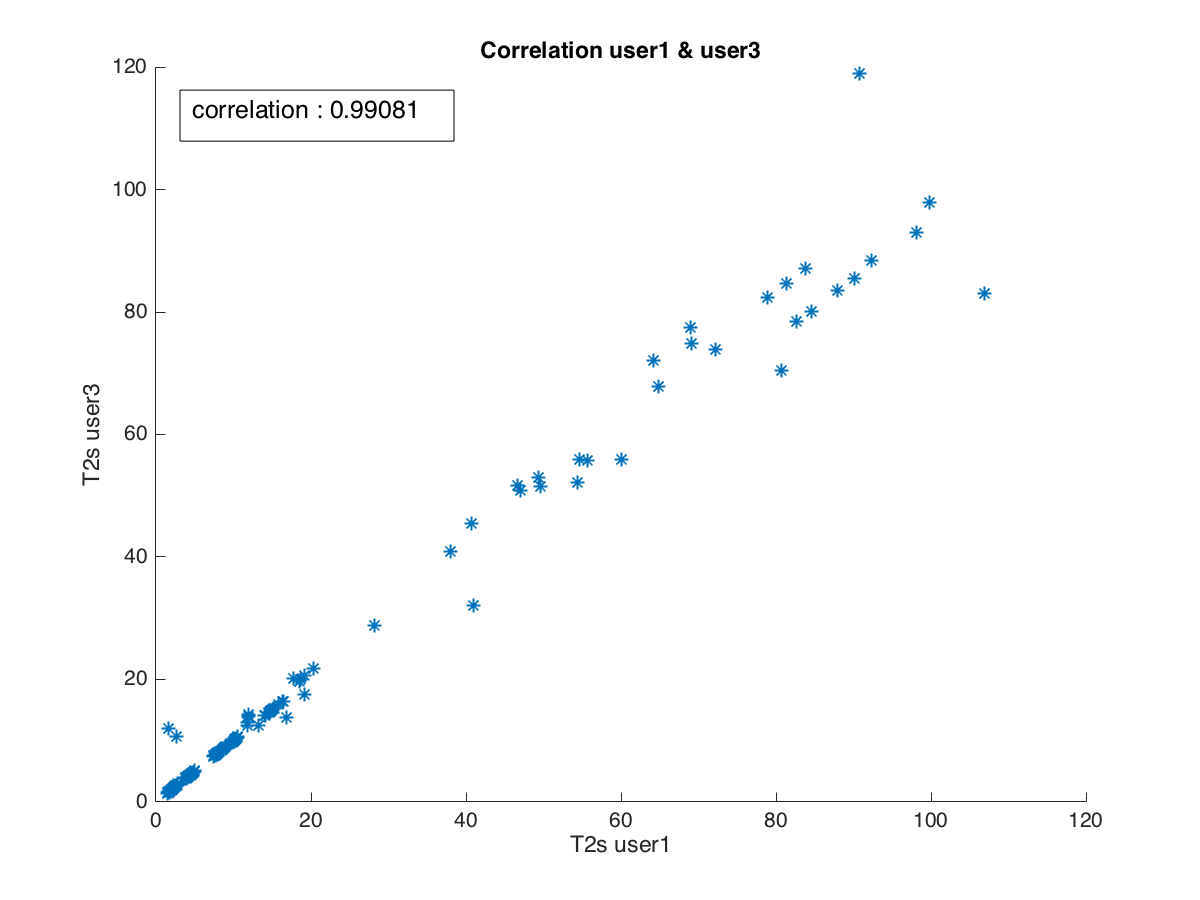 Correlation user1 & user3
correlation : 0.99081
120
100
80
60
40
20
0
T2s user3
0 20 40 60 80 100 120
T2s user1